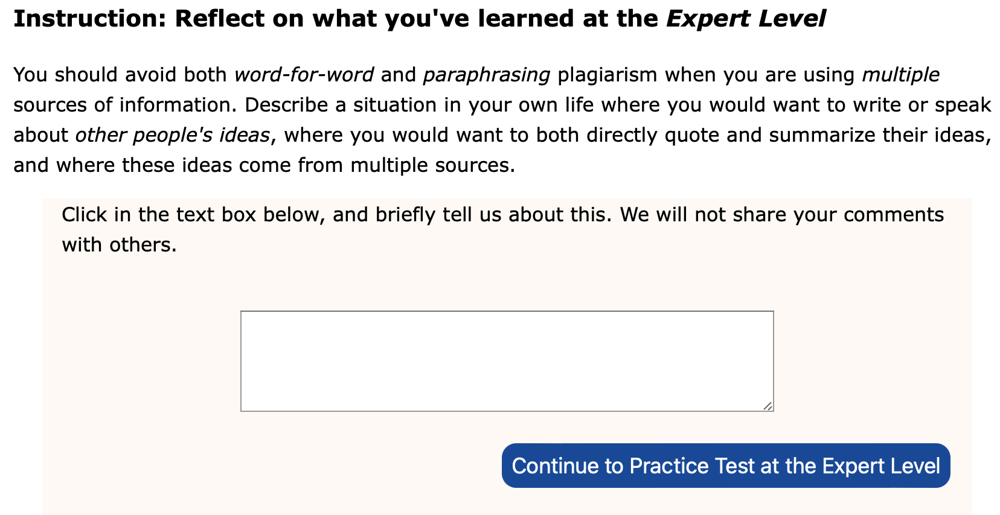 Instruction: Reflect on what you've learned at the Expert Level
You should avoid both word-for-word and paraphrasing plagiarism when you are using multiple
sources of information. Describe a situation in your own life where you would want to write or speak
about other people's ideas, where you would want to both directly quote and summarize their ideas,
and where these ideas come from multiple sources.
Click in the text box below, and briefly tell us about this. We will not share your comments
with others.
Continue to Practice Test at the Expert Level